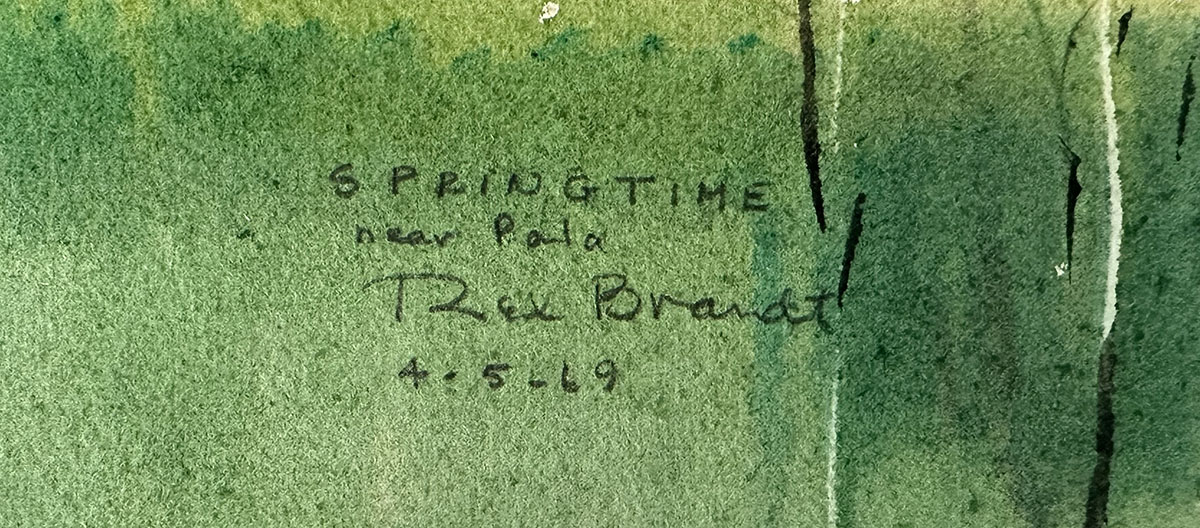 SPRINGTIME
near Pala
Rex Brandt
4.5-69